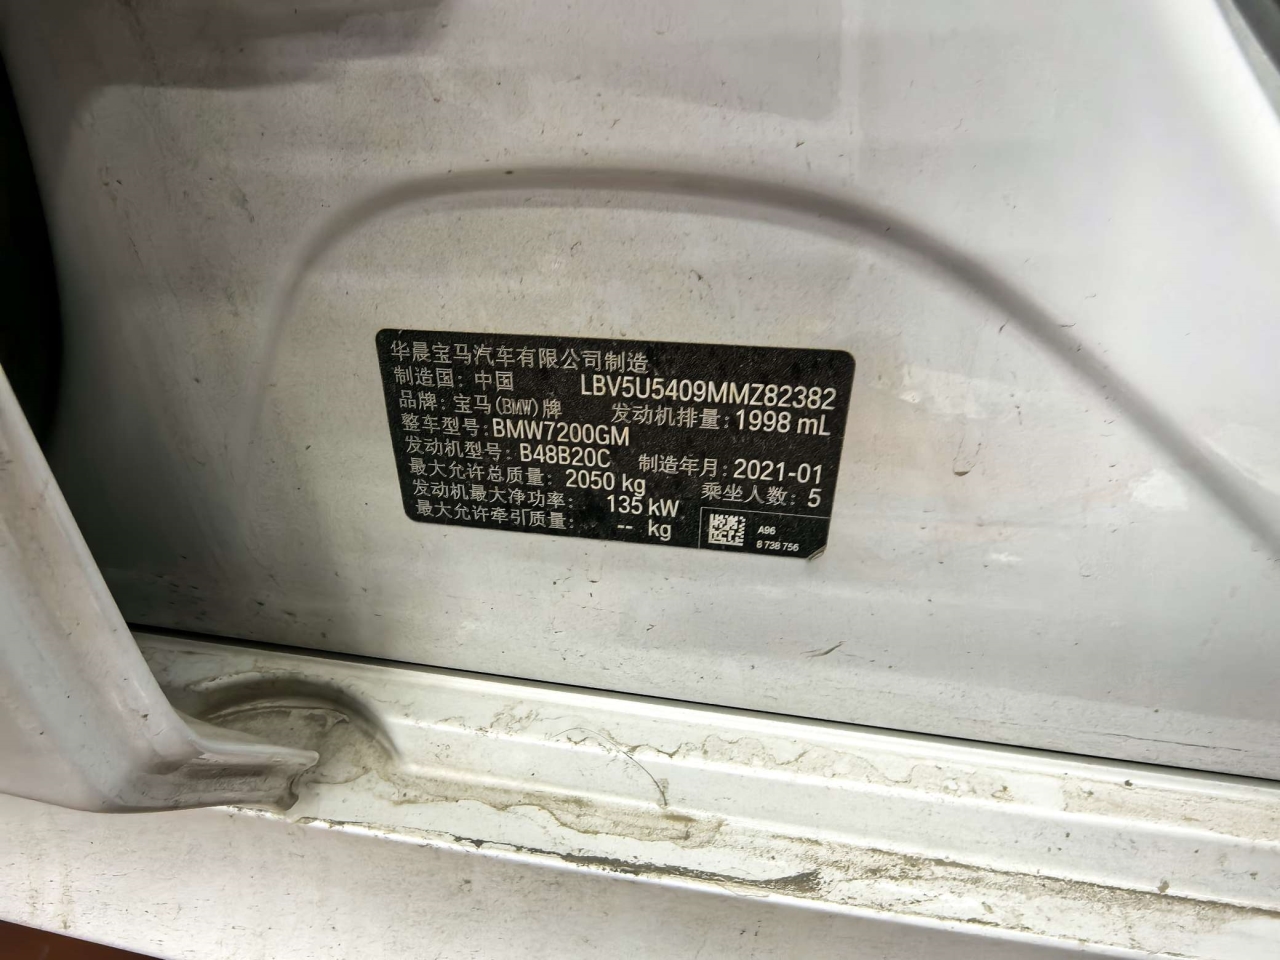 华晨宝马汽车有限公司制造
制造国: 中国 LBV5U5409MMZ82382
品牌: 宝马(BMW)牌 发动机排量: 1998 mL
整车型号: BMW7200GM
发动机型号: B48B20C 制造年月: 2021-01
最大允许总质量: 2050 kg 乘坐人数: 5
发动机最大净功率: 135 kW
最大允许牵引质量: -- kg
A96
8 738 756